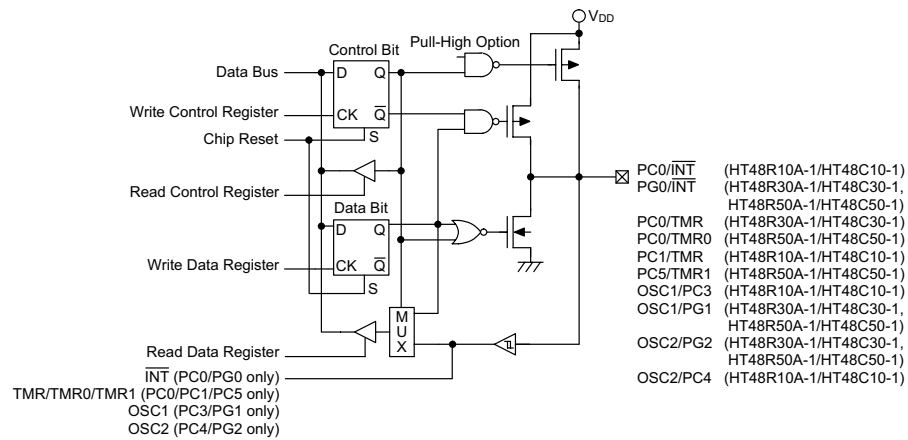 VDD
Pull-High Option
Control Bit
Data Bus
D
Q
Write Control Register
CK
Q
Chip Reset
S
Read Control Register
Data Bit
D
Q
Write Data Register
CK
Q
S
M
U
X
Read Data Register
INT (PC0/PG0 only)
TMR/TMR0/TMR1 (PC0/PC1/PC5 only)
OSC1 (PC3/PG1 only)
OSC2 (PC4/PG2 only)
PC0/INT (HT48R10A-1/HT48C10-1)
PG0/INT (HT48R30A-1/HT48C30-1,
HT48R50A-1/HT48C50-1)
PC0/TMR (HT48R30A-1/HT48C30-1)
PC0/TMR0 (HT48R50A-1/HT48C50-1)
PC1/TMR (HT48R10A-1/HT48C10-1)
PC5/TMR1 (HT48R50A-1/HT48C50-1)
OSC1/PC3 (HT48R10A-1/HT48C10-1)
OSC1/PG1 (HT48R30A-1/HT48C30-1,
HT48R50A-1/HT48C50-1)
OSC2/PG2 (HT48R30A-1/HT48C30-1,
HT48R50A-1/HT48C50-1)
OSC2/PC4 (HT48R10A-1/HT48C10-1)